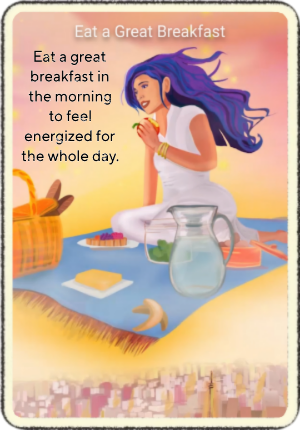 Eat a Great Breakfast
Eat a great
breakfast in
the morning
to feel
energized for
the whole day.